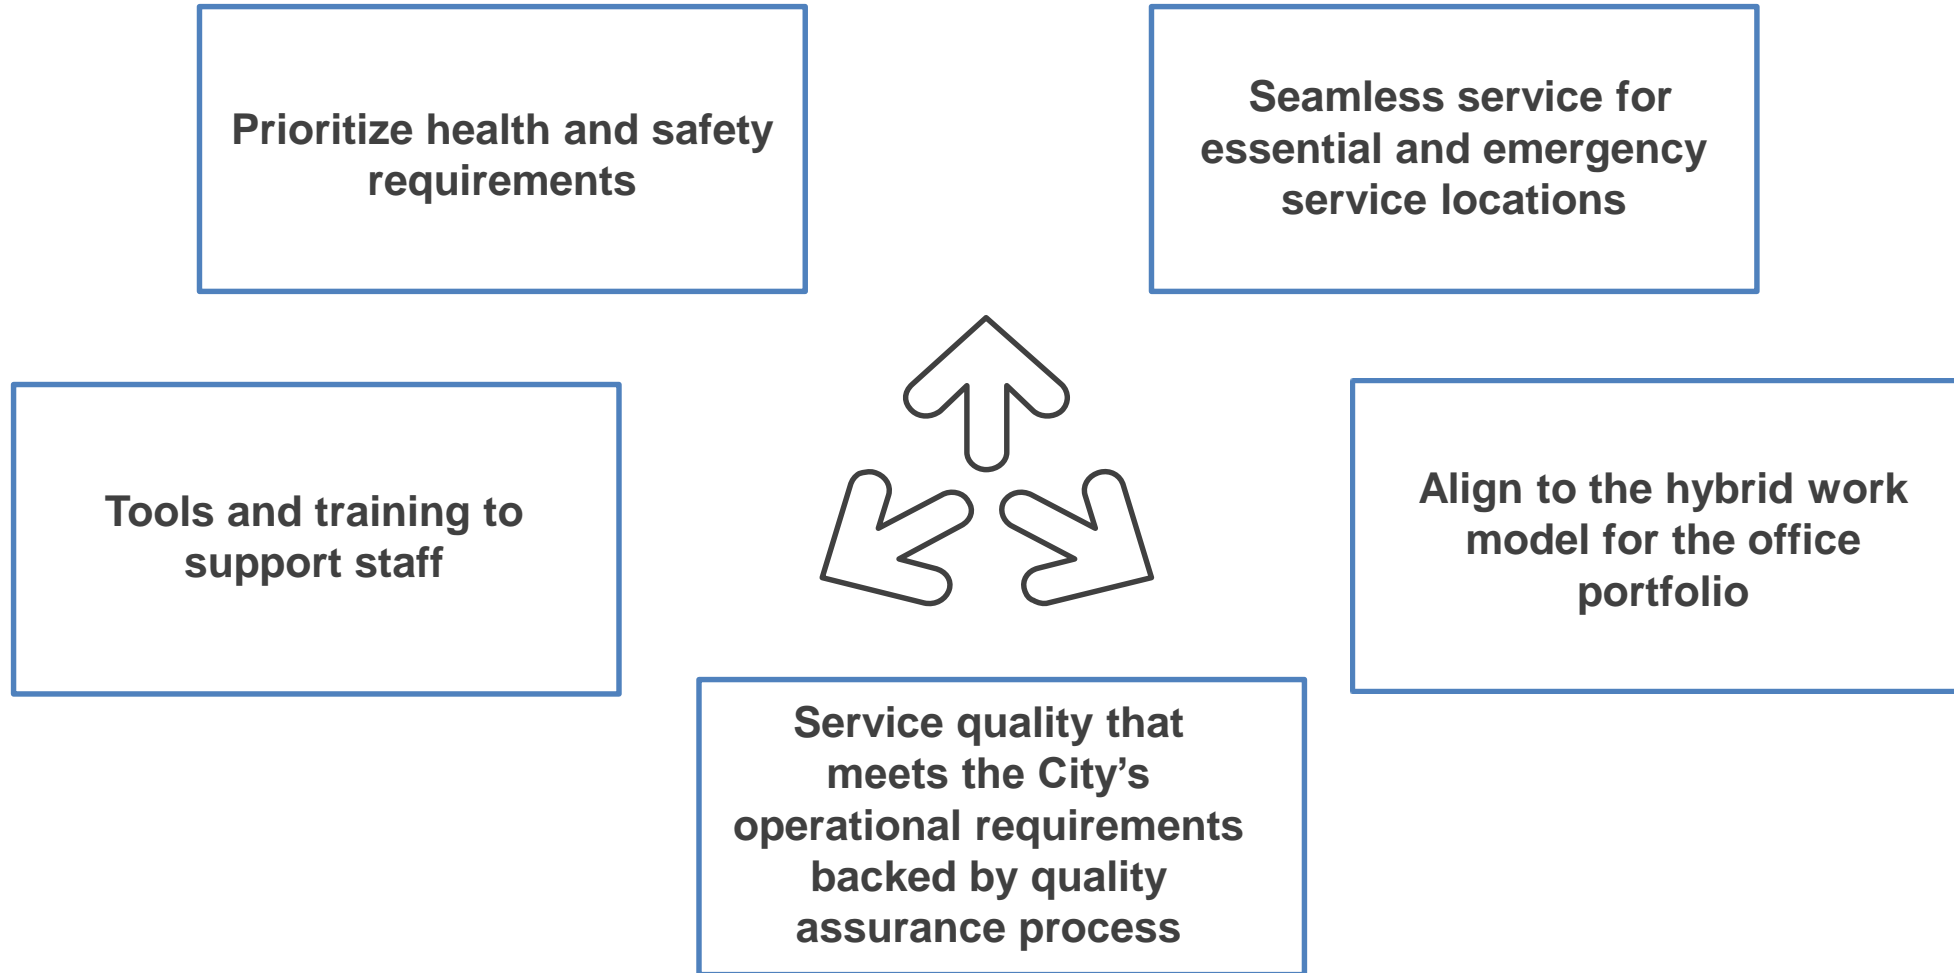 Prioritize health and safety
requirements
Seamless service for
essential and emergency
service locations
Tools and training to
support staff
Align to the hybrid work
model for the office
portfolio
Service quality that
meets the City’s
operational requirements
backed by quality
assurance process